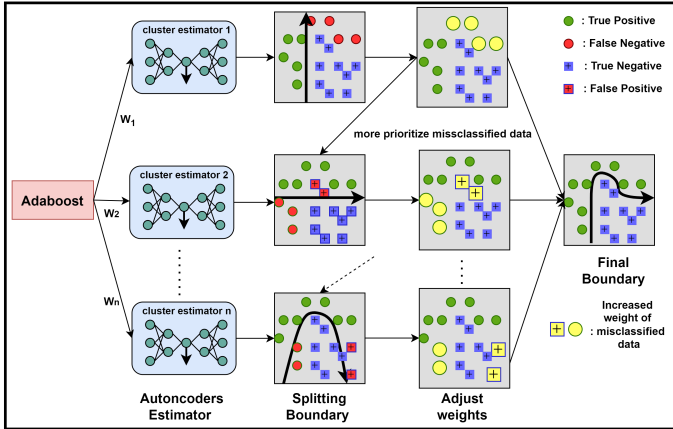 cluster estimator 1
: True Positive
: False Negative
: True Negative
: False Positive
W1
more prioritize missclassified data
cluster estimator 2
Adaboost
W2
Final
Boundary
Wn
cluster estimator n
Increased
weight of
: misclassified
data
Autoncoders
Estimator
Splitting
Boundary
Adjust
weights